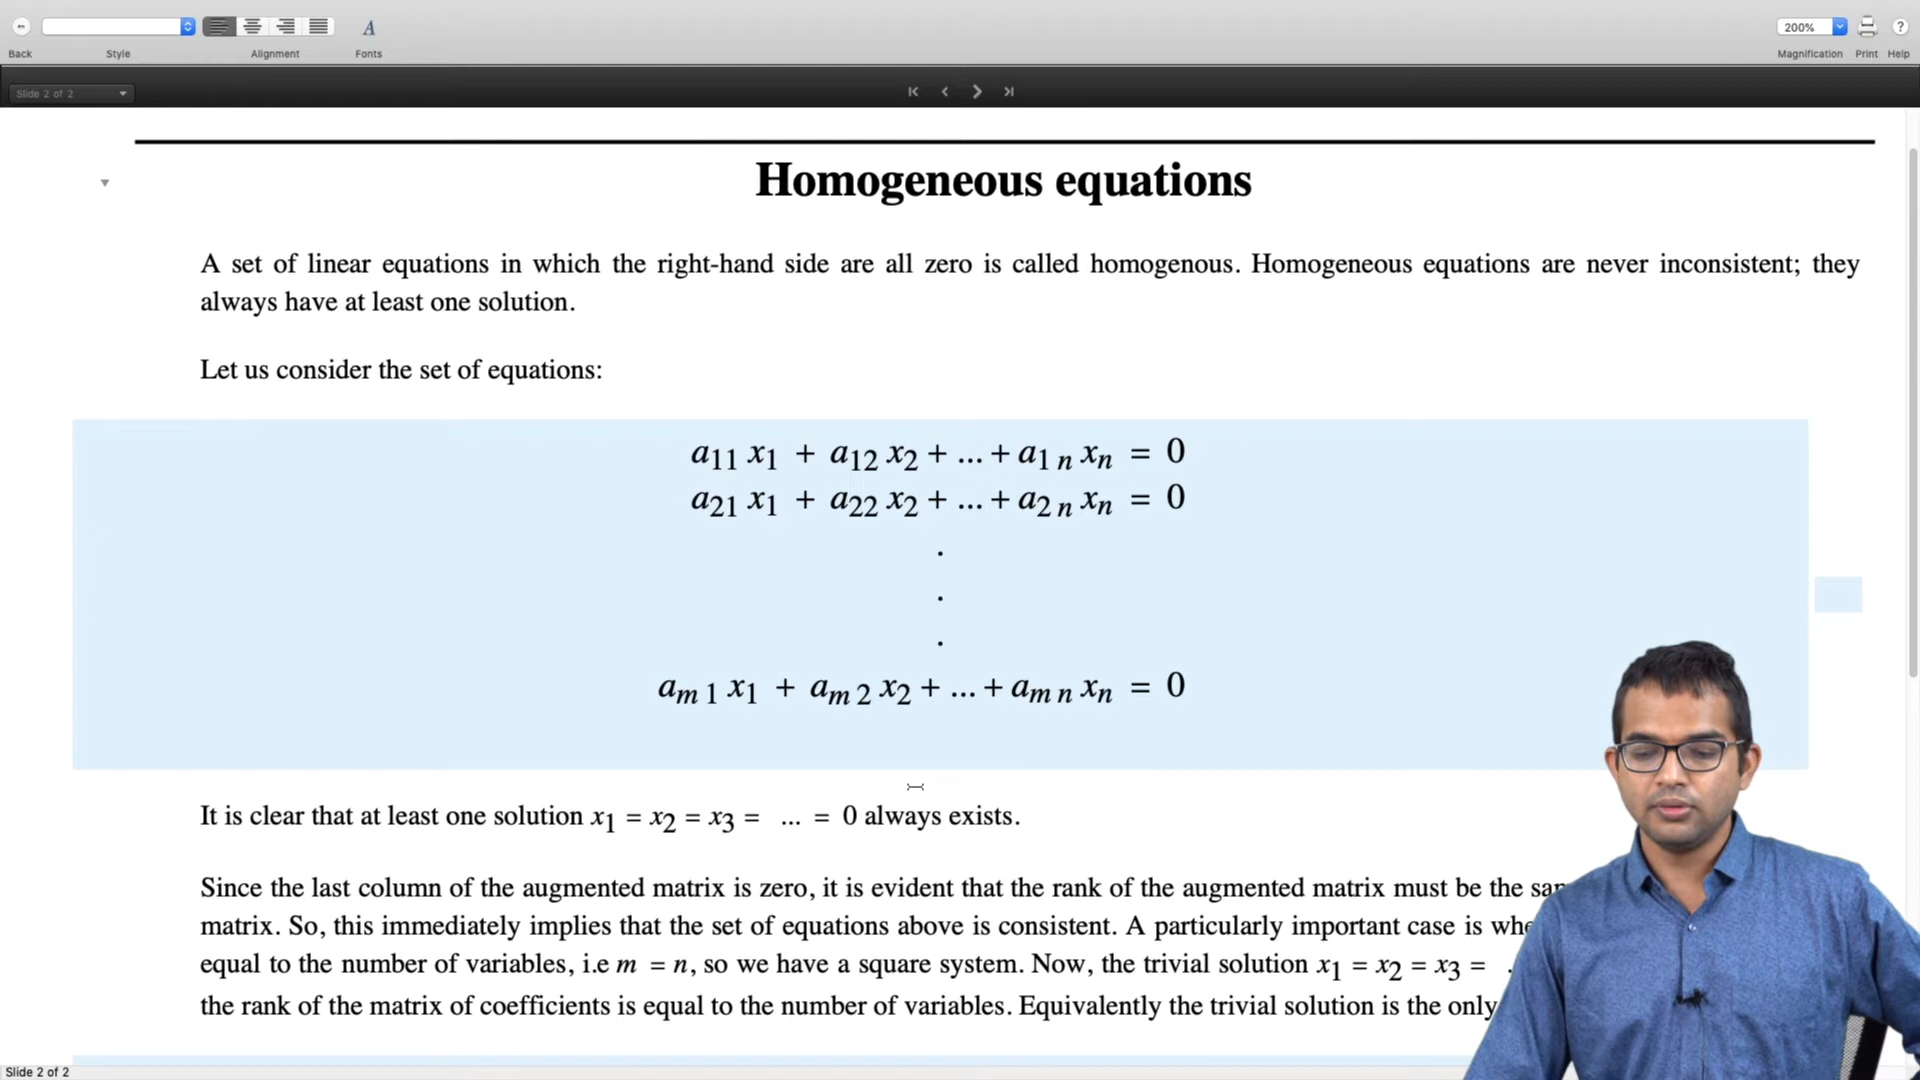 200%
Back
Style
Alignment
Fonts
Magnification
Print
Help
Slide 2 of 2
Homogeneous equations
A set of linear equations in which the right-hand side are all zero is called homogenous. Homogeneous equations are never inconsistent; they
always have at least one solution.
Let us consider the set of equations:
a11 x1 + a12 x2 + ... + a1 n xn = 0
a21 x1 + a22 x2 + ... + a2 n xn = 0
.
.
.
am 1 x1 + am 2 x2 + ... + am n xn = 0
It is clear that at least one solution x1 = x2 = x3 = ... = 0 always exists.
Since the last column of the augmented matrix is zero, it is evident that the rank of the augmented matrix must be the
matrix. So, this immediately implies that the set of equations above is consistent. A particularly important case is
equal to the number of variables, i.e m = n, so we have a square system. Now, the trivial solution x1 = x2 = x3 =
the rank of the matrix of coefficients is equal to the number of variables. Equivalently the trivial solution is the only
Slide 2 of 2